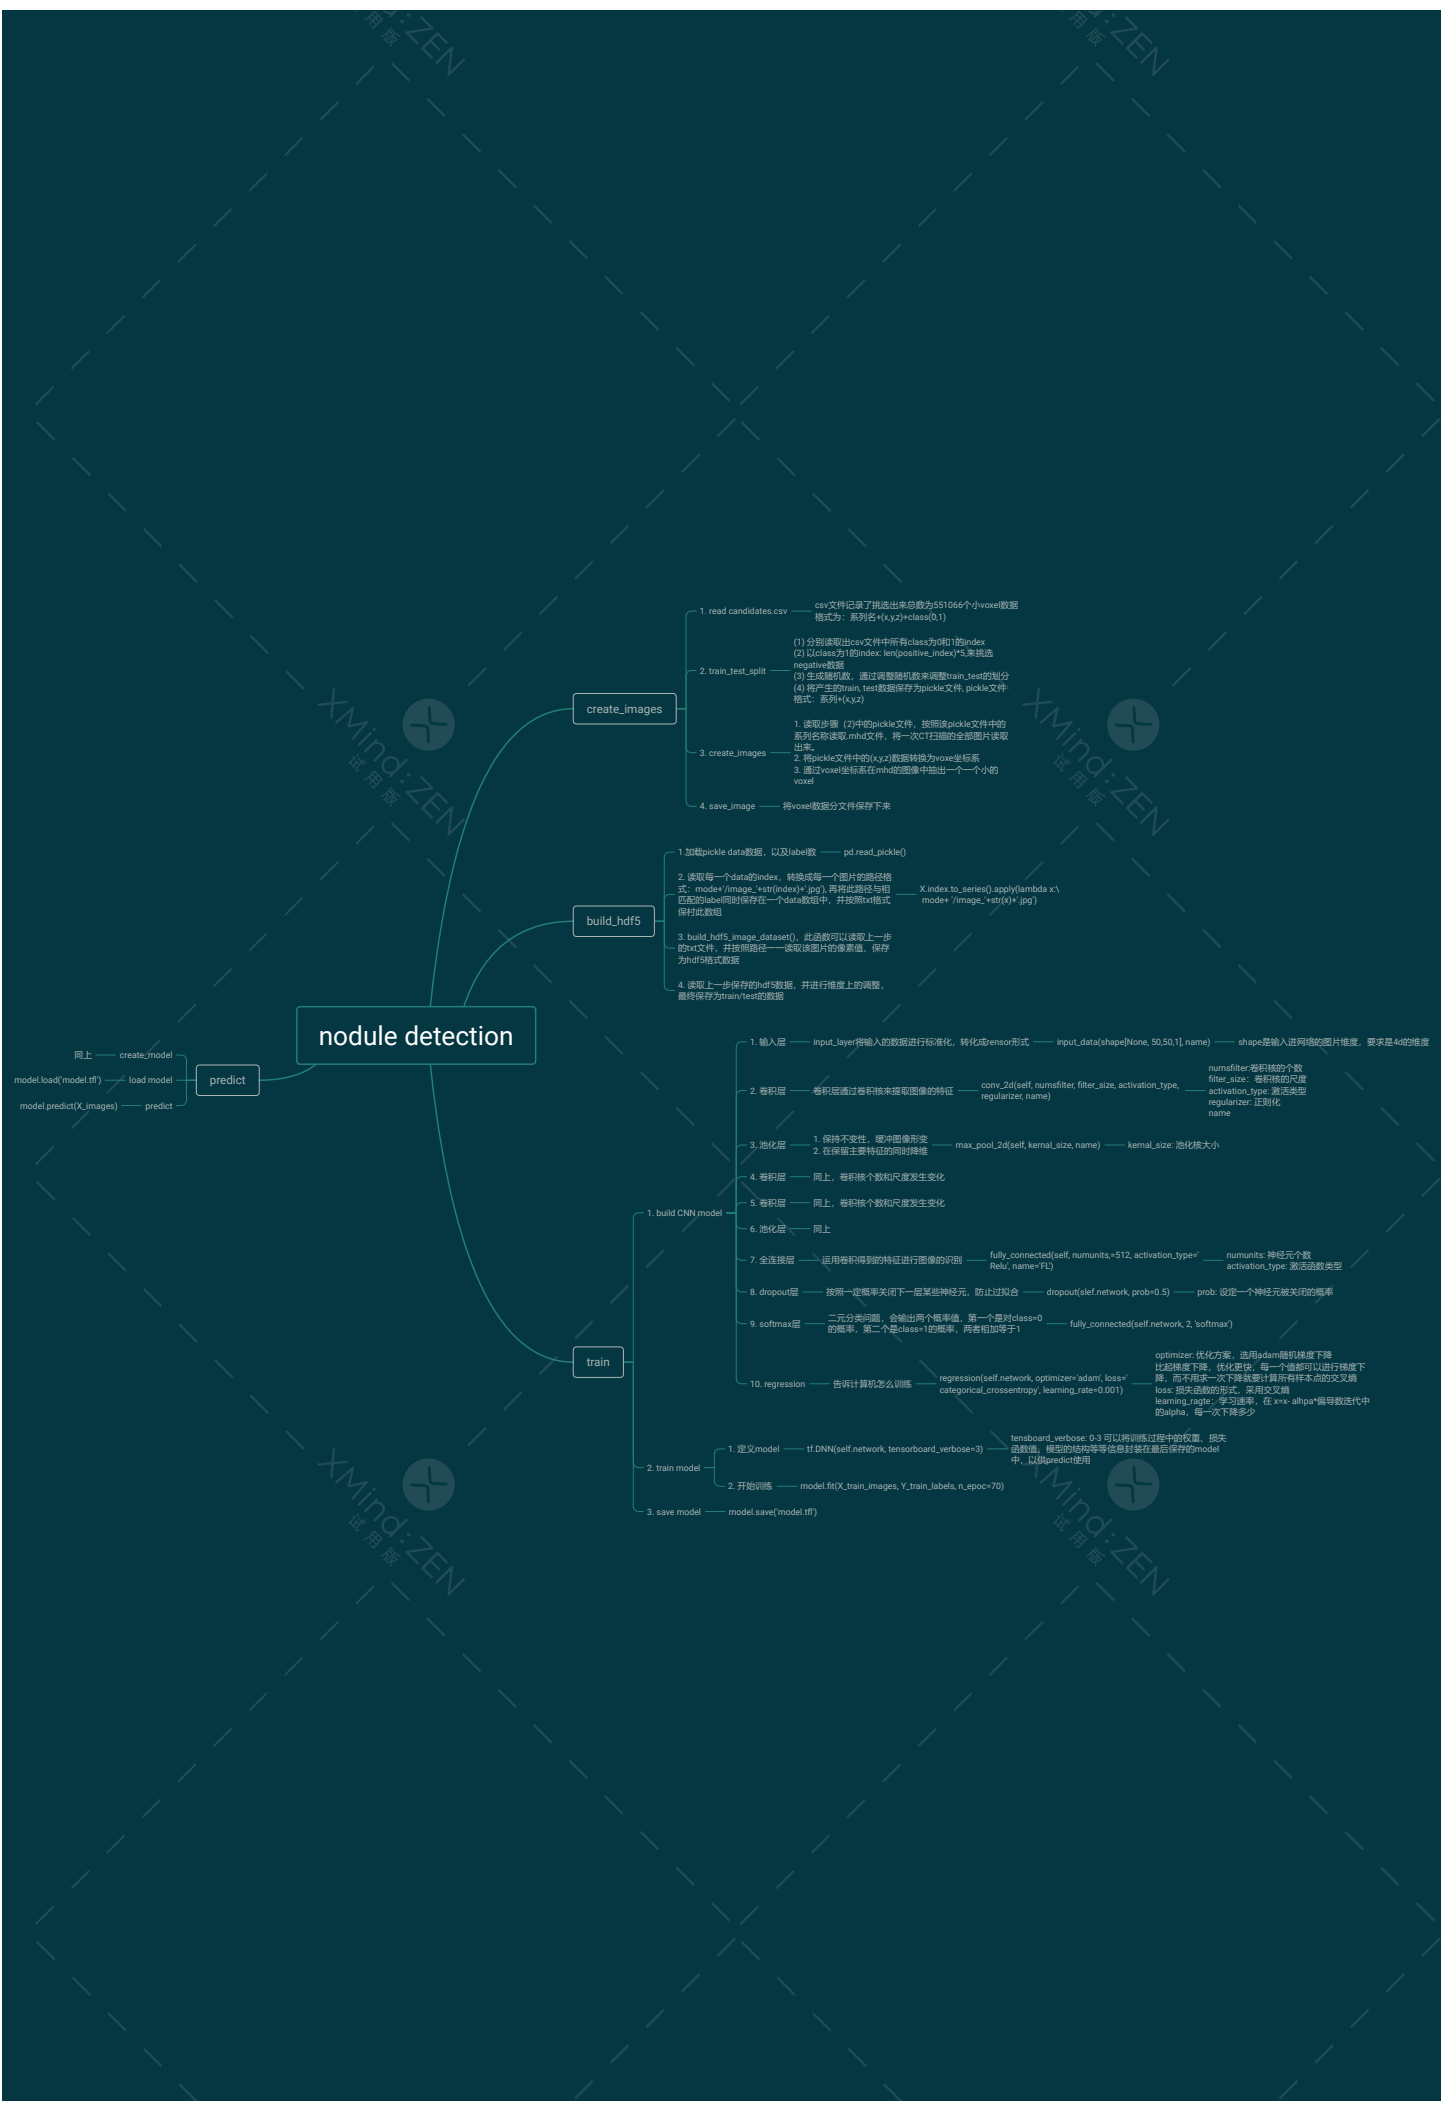 nodule detection
create_images
1. read candidates.csv
csv文件记录了挑选出来总数为551066个小voxel数据
格式为：系列名+(x,y,z)+class(0,1)
2. train_test_split
(1) 分别读取出csv文件中所有class为0和1的index
(2) 以class为1的index: len(positive_index)*5,来挑选
negative数据
(3) 生成随机数，通过调整随机数来调整train_test的划分
(4) 将产生的train, test数据保存为pickle文件, pickle文件
格式：系列+(x,y,z)
3. create_images
1. 读取步骤（2)中的pickle文件，按照该pickle文件中的
系列名称读取.mhd文件，将一次CT扫描的全部图片读取
出来。
2. 将pickle文件中的(x,y,z)数据转换为voxe坐标系
3. 通过voxel坐标系在mhd的图像中抽出一个一个小的
voxel
4. save_image
将voxel数据分文件保存下来
build_hdf5
1.加载pickle data数据，以及label数
pd.read_pickle()
2. 读取每一个data的index，转换成每一个图片的路径格
式：mode+'/image_'+str(index)+'.jpg'), 再将此路径与相
匹配的label同时保存在一个data数组中，并按照txt格式
保村此数组
X.index.to_series().apply(lambda x:\
mode+ '/image_'+str(x)+'.jpg')
3. build_hdf5_image_dataset()，此函数可以读取上一步
的txt文件，并按照路径一一读取该图片的像素值，保存
为hdf5格式数据
4. 读取上一步保存的hdf5数据，并进行维度上的调整，
最终保存为train/test的数据
train
1. build CNN model
1. 输入层
input_layer将输入的数据进行标准化，转化成rensor形式
input_data(shape[None, 50,50,1], name)
shape是输入进网络的图片维度，要求是4d的维度
2. 卷积层
卷积层通过卷积核来提取图像的特征
conv_2d(self, numsfilter, filter_size, activation_type,
regularizer, name)
numsfilter:卷积核的个数
filter_size：卷积核的尺度
activation_type: 激活类型
regularizer: 正则化
name
3. 池化层
1. 保持不变性，缓冲图像形变
2. 在保留主要特征的同时降维
max_pool_2d(self, kernal_size, name)
kernal_size: 池化核大小
4. 卷积层
同上，卷积核个数和尺度发生变化
5. 卷积层
同上，卷积核个数和尺度发生变化
6. 池化层
同上
7. 全连接层
运用卷积得到的特征进行图像的识别
fully_connected(self, numunits,=512, activation_type='
Relu', name='FL')
numunits: 神经元个数
activation_type: 激活函数类型
8. dropout层
按照一定概率关闭下一层某些神经元，防止过拟合
dropout(slef.network, prob=0.5)
prob: 设定一个神经元被关闭的概率
9. softmax层
二元分类问题，会输出两个概率值，第一个是对class=0
的概率，第二个是class=1的概率，两者相加等于1
fully_connected(self.network, 2, 'softmax')
10. regression
告诉计算机怎么训练
regression(self.network, optimizer='adam', loss='
categorical_crossentropy', learning_rate=0.001)
optimizer: 优化方案，选用adam随机梯度下降
比起梯度下降，优化更快，每一个值都可以进行梯度下
降，而不用求一次下降就要计算所有样本点的交叉熵
loss: 损失函数的形式，采用交叉熵
learning_ragte：学习速率，在 x=x- alhpa*偏导数迭代中
的alpha，每一次下降多少
2. train model
1. 定义model
tf.DNN(self.network, tensorboard_verbose=3)
tensboard_verbose: 0-3 可以将训练过程中的权重、损失
函数值、模型的结构等等信息封装在最后保存的model
中，以供predict使用
2. 开始训练
model.fit(X_train_images, Y_train_labels, n_epoc=70)
3. save model
model.save('model.tfl')
predict
create_model
同上
load model
model.load('model.tfl')
predict
model.predict(X_images)
XMind:ZEN
试用版
XMind:ZEN
试用版
XMind:ZEN
试用版
XMind:ZEN
试用版